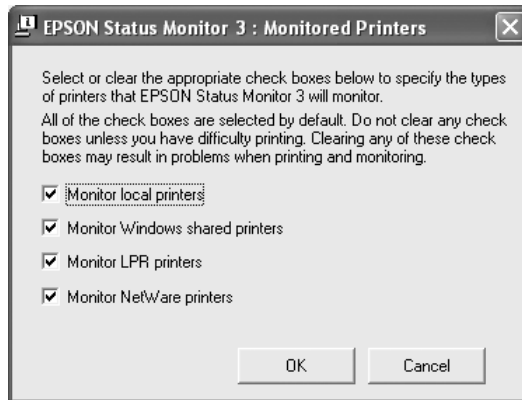 EPSON Status Monitor 3 : Monitored Printers
Select or clear the appropriate check boxes below to specify the types
of printers that EPSON Status Monitor 3 will monitor.
All of the check boxes are selected by default. Do not clear any check
boxes unless you have difficulty printing. Clearing any of these check
boxes may result in problems when printing and monitoring.
Monitor local printers
Monitor Windows shared printers
Monitor LPR printers
Monitor NetWare printers
OK
Cancel